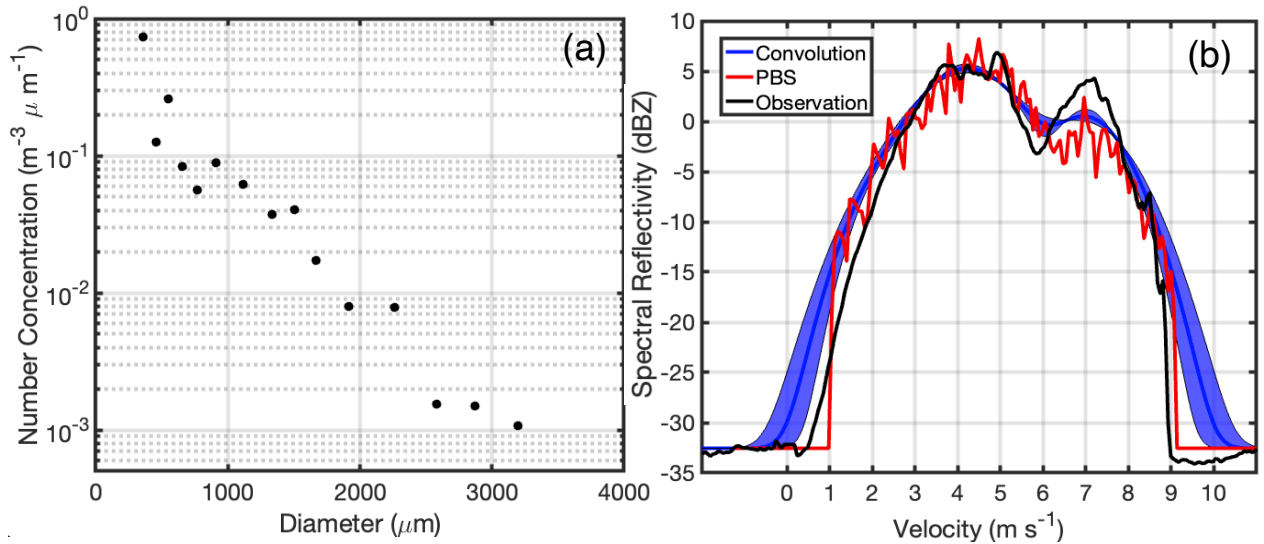 (a)
Number Concentration (m⁻³ μ m⁻¹)
10⁰
10⁻¹
10⁻²
10⁻³
0 1000 2000 3000 4000
Diameter (μm)
(b)
Convolution
PBS
Observation
Spectral Reflectivity (dBZ)
10
5
0
-5
-10
-15
-20
-25
-30
-35
0 1 2 3 4 5 6 7 8 9 10
Velocity (m s⁻¹)